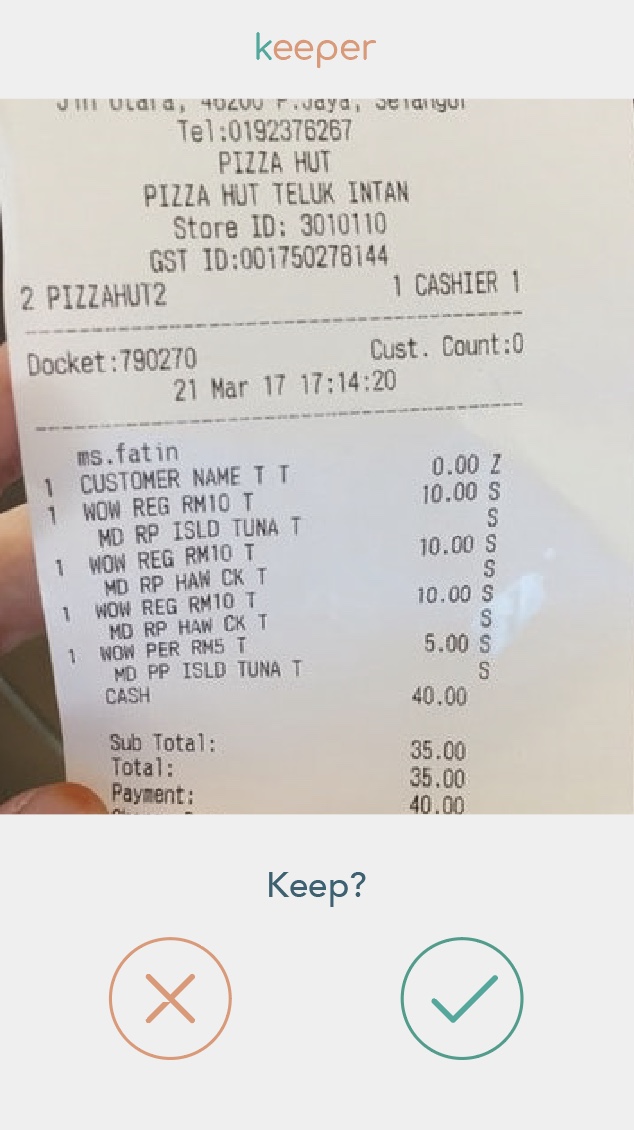 keeper
Jln Utara, 46200 P.Jaya, Selangor
Tel:0192376267
PIZZA HUT
PIZZA HUT TELUK INTAN
Store ID: 3010110
GST ID:001750278144
2 PIZZAHUT2 1 CASHIER 1
Docket:790270 Cust. Count:0
21 Mar 17 17:14:20
ms.fatin
1 CUSTOMER NAME T T 0.00 Z
1 WOW REG RM10 T 10.00 S
MD RP ISLD TUNA T S
1 WOW REG RM10 T 10.00 S
MD RP HAW CK T S
1 WOW REG RM10 T 10.00 S
MD RP HAW CK T S
1 WOW PER RM5 T 5.00 S
MD PP ISLD TUNA T S
CASH 40.00
Sub Total: 35.00
Total: 35.00
Payment: 40.00
Keep?